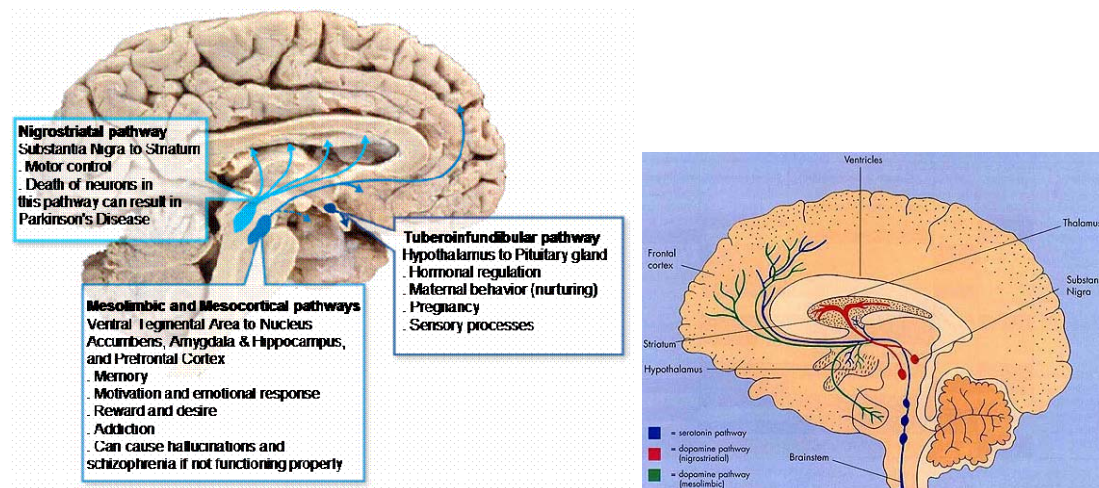 Nigrostriatal pathway
Substantia Nigra to Striatum
. Motor control
. Death of neurons in
this pathway can result in
Parkinson's Disease
Tuberoinfundibular pathway
Hypothalamus to Pituitary gland
. Hormonal regulation
. Maternal behavior (nurturing)
. Pregnancy
. Sensory processes
Mesolimbic and Mesocortical pathways
Ventral Tegmental Area to Nucleus
Accumbens, Amygdala & Hippocampus,
and Prefrontal Cortex
. Memory
. Motivation and emotional response
. Reward and desire
. Addiction
. Can cause hallucinations and
schizophrenia if not functioning properly
Ventricles
Thalamus
Frontal
cortex
Substan
Nigra
Striatum
Hypothalamus
= serotonin pathway
= dopamine pathway
(nigrostriatial)
= dopamine pathway
(mesolimbic)
Brainstem